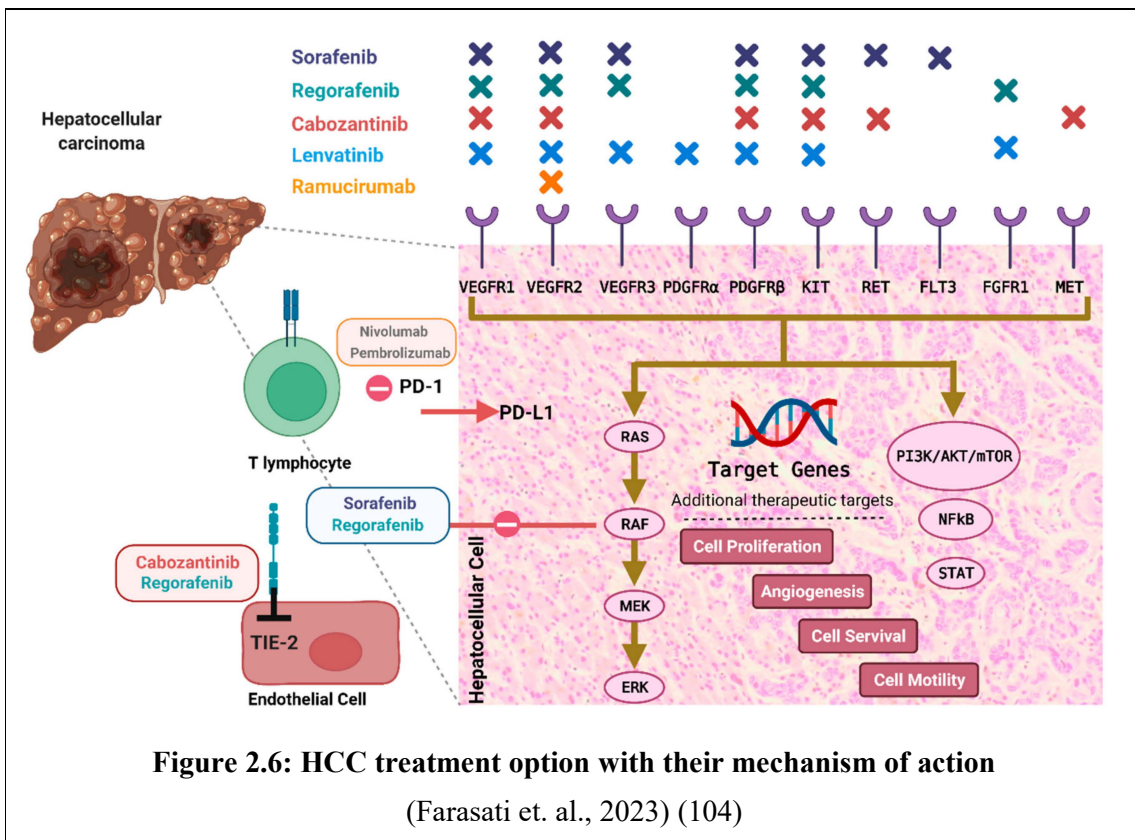 Sorafenib
Regorafenib
Cabozantinib
Lenvatinib
Ramucirumab
Hepatocellular
carcinoma
VEGFR1 VEGFR2 VEGFR3 PDGFRα PDGFRβ KIT RET FLT3 FGFR1 MET
Nivolumab
Pembrolizumab
PD-1
PD-L1
T lymphocyte
Sorafenib
Regorafenib
Cabozantinib
Regorafenib
TIE-2
Endothelial Cell
Hepatocellular Cell
RAS
RAF
MEK
ERK
Target Genes
Additional therapeutic targets
Cell Proliferation
Angiogenesis
Cell Servival
Cell Motility
PI3K/AKT/mTOR
NFkB
STAT
Figure 2.6: HCC treatment option with their mechanism of action
(Farasati et. al., 2023) (104)